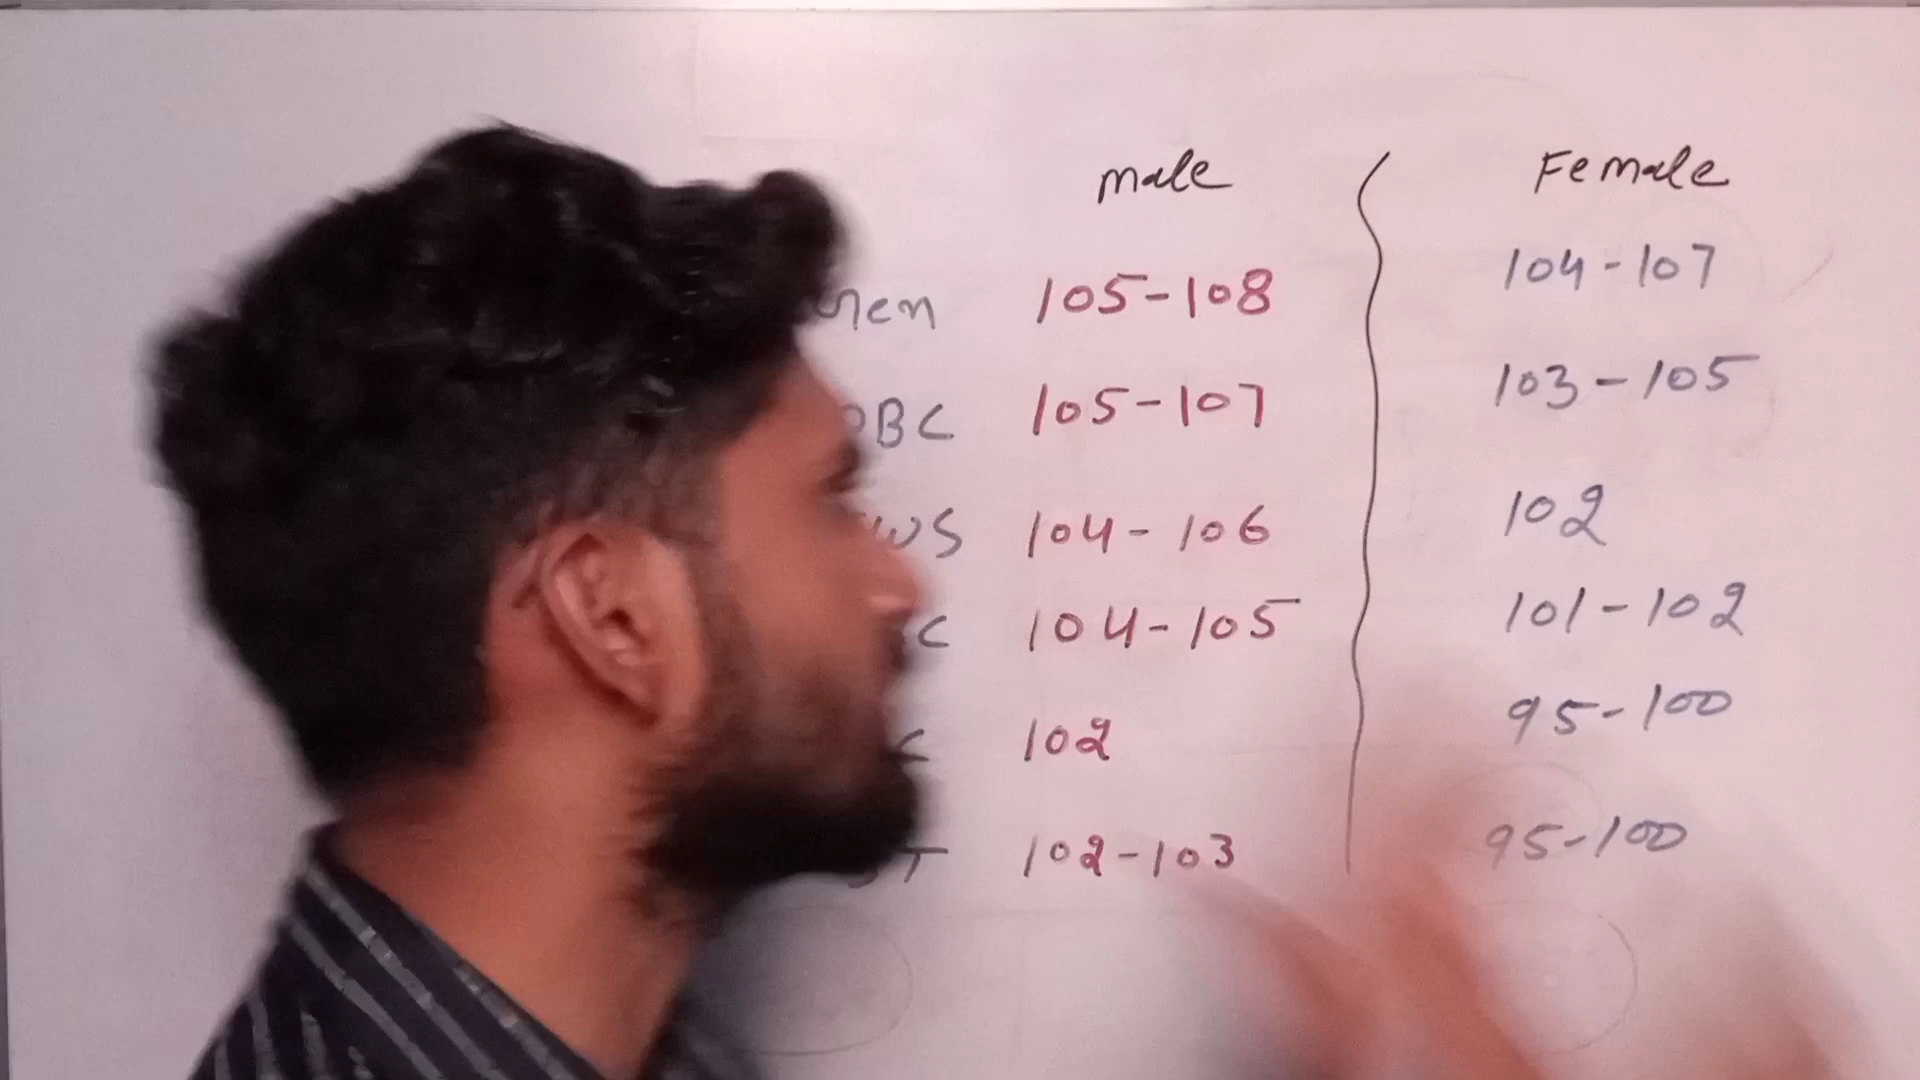 male Female
Gen 105-108 104-107
OBC 105-107 103-105
EWS 104-106 102
104-105 101-102
102 95-100
ST 102-103 95-100